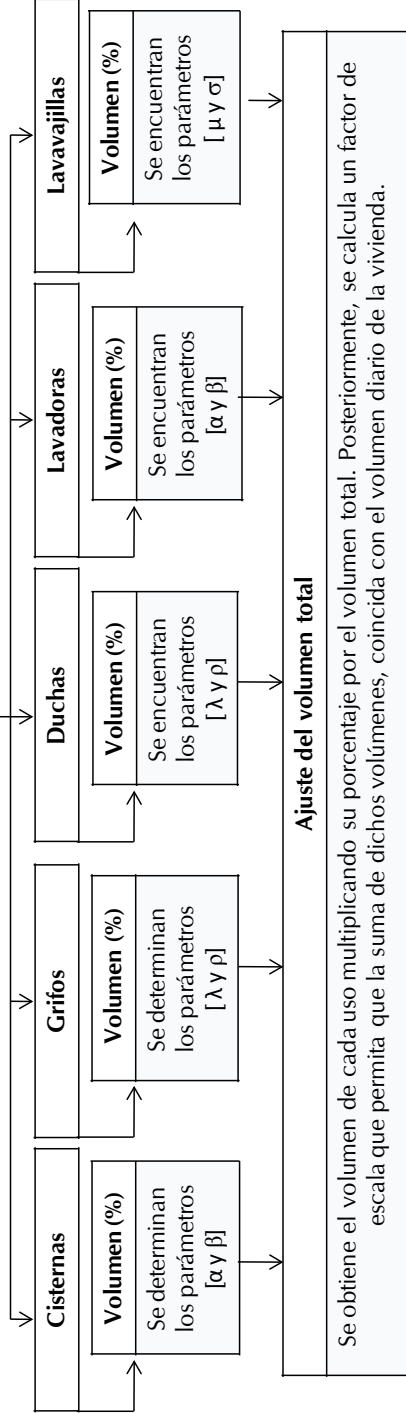 Cisternas
Volumen (%)
Se determinan
los parámetros
[α y β]
Grifos
Volumen (%)
Se determinan
los parámetros
[ λ y ρ]
Duchas
Volumen (%)
Se encuentran
los parámetros
[ λ y ρ]
Lavadoras
Volumen (%)
Se encuentran
los parámetros
[α y β]
Lavavajillas
Volumen (%)
Se encuentran
los parámetros
[ μ y σ]
Ajuste del volumen total
Se obtiene el volumen de cada uso multiplicando su porcentaje por el volumen total. Posteriormente, se calcula un factor de
escala que permita que la suma de dichos volúmenes, coincida con el volumen diario de la vivienda.